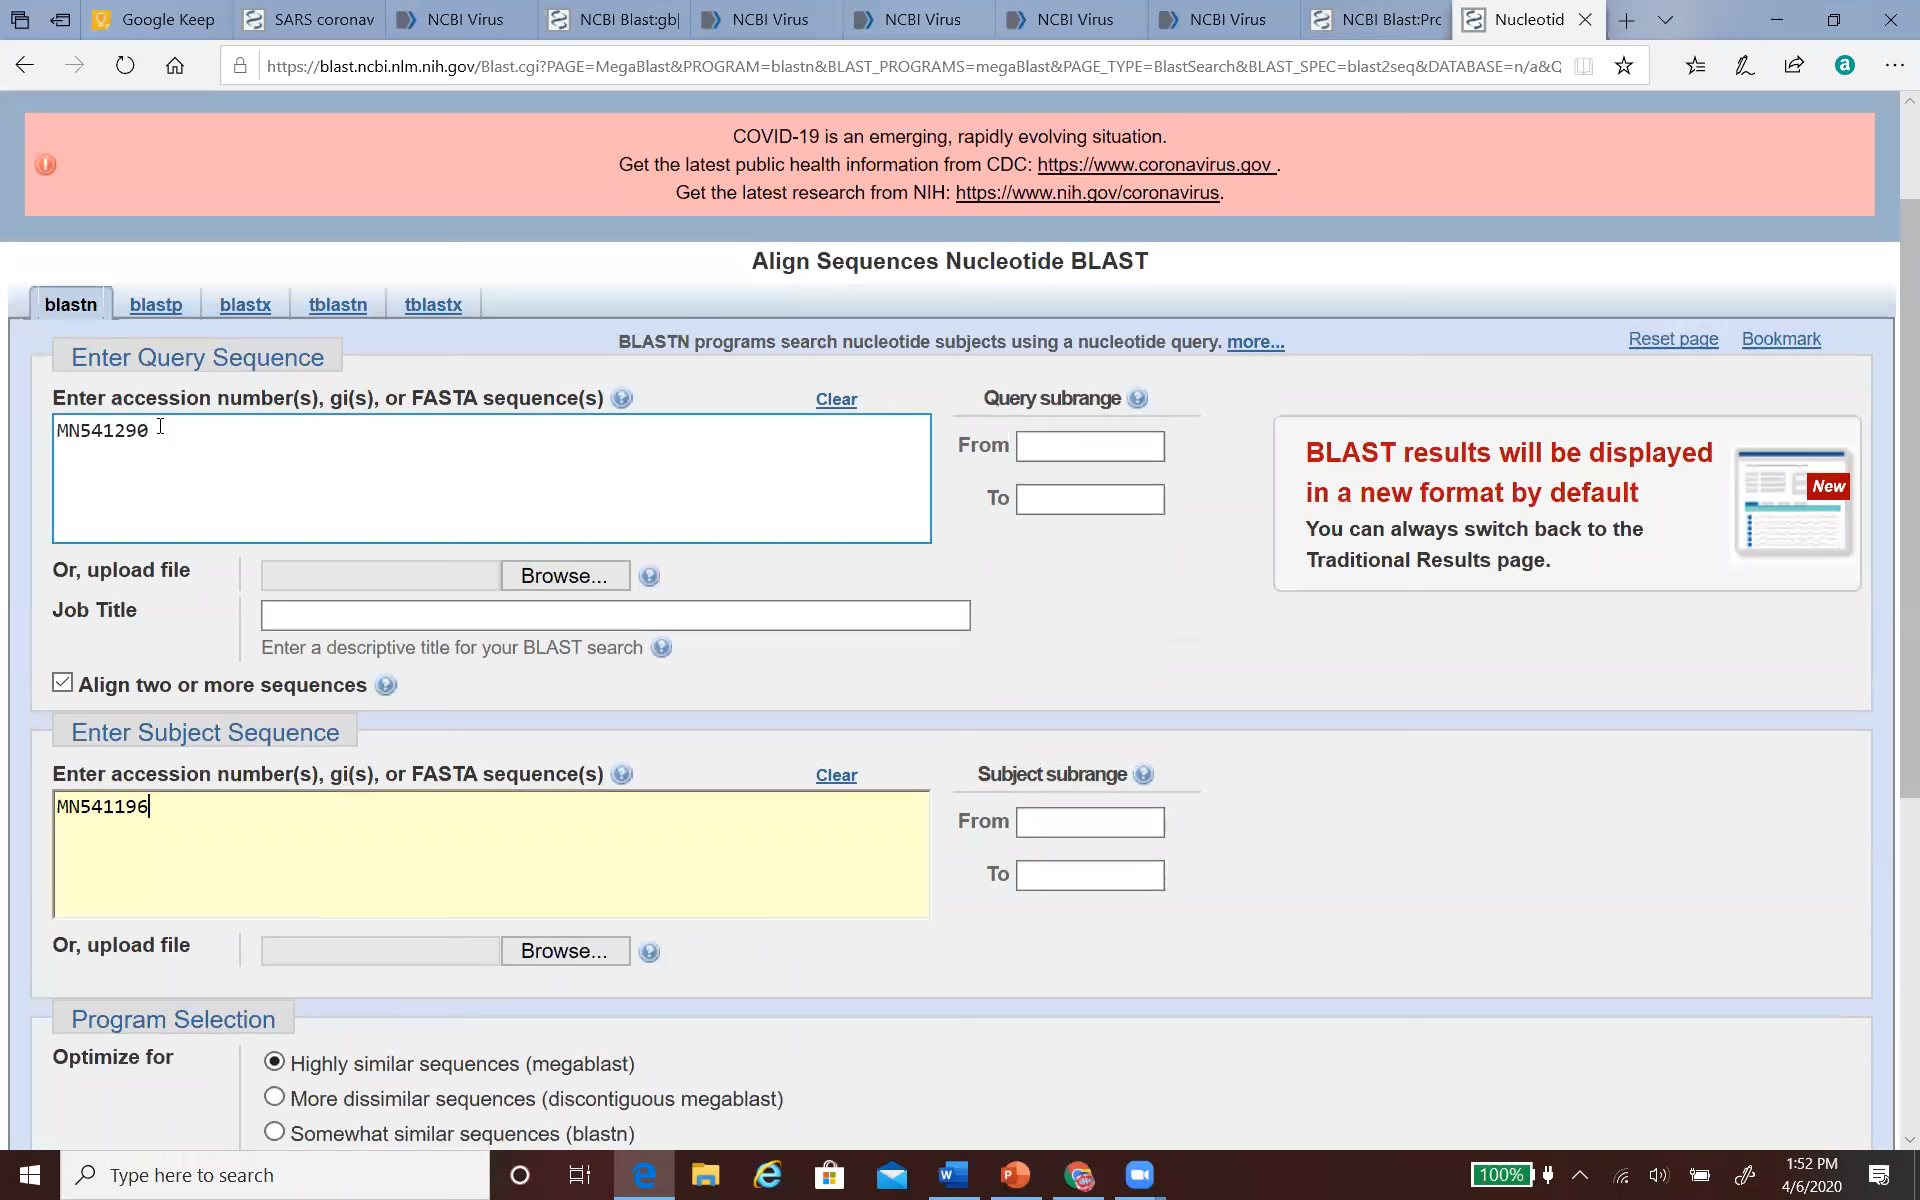 Google Keep
SARS coronav
NCBI Virus
NCBI Blast:gb|
NCBI Virus
NCBI Virus
NCBI Virus
NCBI Virus
NCBI Blast:Prc
Nucleotid
https://blast.ncbi.nlm.nih.gov/Blast.cgi?PAGE=MegaBlast&PROGRAM=blastn&BLAST_PROGRAMS=megaBlast&PAGE_TYPE=BlastSearch&BLAST_SPEC=blast2seq&DATABASE=n/a&Q
a
COVID-19 is an emerging, rapidly evolving situation.
Get the latest public health information from CDC: https://www.coronavirus.gov .
Get the latest research from NIH: https://www.nih.gov/coronavirus.
Align Sequences Nucleotide BLAST
blastn blastp blastx tblastn tblastx
BLASTN programs search nucleotide subjects using a nucleotide query. more...
Reset page Bookmark
Enter Query Sequence
Enter accession number(s), gi(s), or FASTA sequence(s) ? Clear
Query subrange ?
MN541290
From
To
BLAST results will be displayed
in a new format by default
You can always switch back to the
Traditional Results page.
New
Or, upload file Browse... ?
Job Title
Enter a descriptive title for your BLAST search ?
Align two or more sequences ?
Enter Subject Sequence
Enter accession number(s), gi(s), or FASTA sequence(s) ? Clear
Subject subrange ?
MN541196
From
To
Or, upload file Browse... ?
Program Selection
Optimize for
Highly similar sequences (megablast)
More dissimilar sequences (discontiguous megablast)
Somewhat similar sequences (blastn)
Type here to search
100%
1:52 PM
4/6/2020